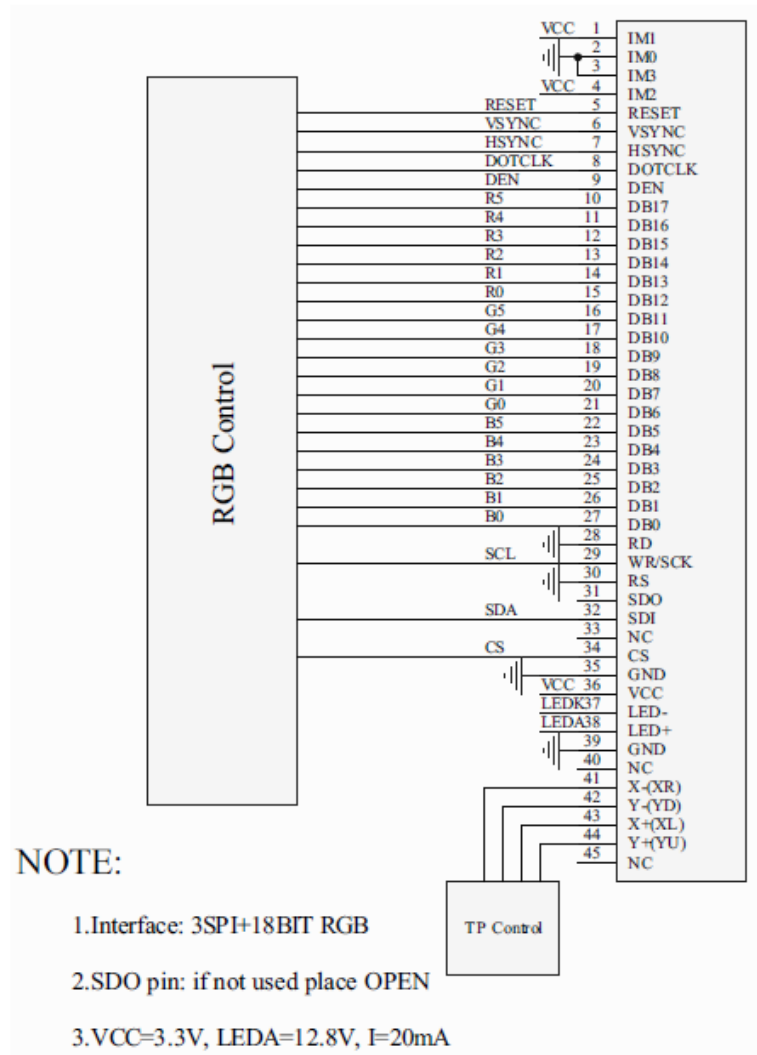 VCC 1 IM1
2 IM0
3 IM3
VCC 4 IM2
RESET 5 RESET
VSYNC 6 VSYNC
HSYNC 7 HSYNC
DOTCLK 8 DOTCLK
DEN 9 DEN
R5 10 DB17
R4 11 DB16
R3 12 DB15
R2 13 DB14
R1 14 DB13
R0 15 DB12
G5 16 DB11
G4 17 DB10
G3 18 DB9
G2 19 DB8
G1 20 DB7
G0 21 DB6
B5 22 DB5
B4 23 DB4
B3 24 DB3
B2 25 DB2
B1 26 DB1
B0 27 DB0
28 RD
SCL 29 WR/SCK
30 RS
31 SDO
SDA 32 SDI
33 NC
CS 34 CS
35 GND
VCC 36 VCC
LEDK 37 LED-
LEDA 38 LED+
39 GND
40 NC
41 X-(XR)
42 Y-(YD)
43 X+(XL)
44 Y+(YU)
45 NC
RGB Control
TP Control
NOTE:
1.Interface: 3SPI+18BIT RGB
2.SDO pin: if not used place OPEN
3.VCC=3.3V, LEDA=12.8V, I=20mA